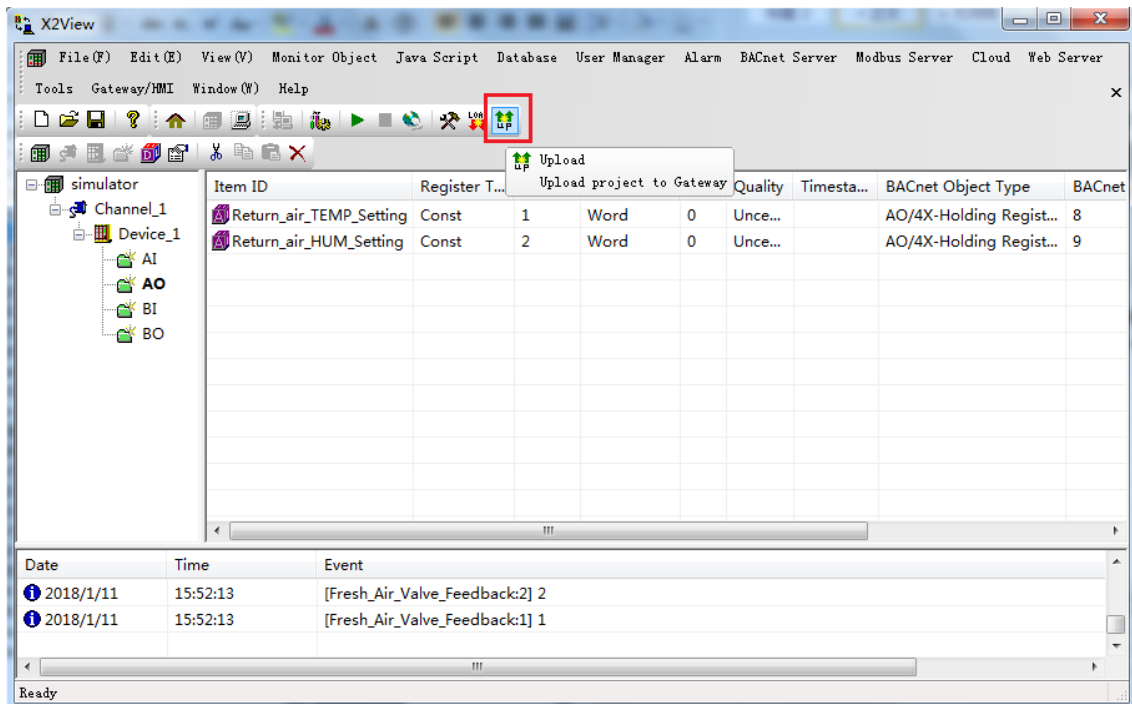 X2View
File(F) Edit(E) View(V) Monitor Object Java Script Database User Manager Alarm BACnet Server Modbus Server Cloud Web Server
Tools Gateway/HMI Window(W) Help
UP
Upload
Upload project to Gateway
simulator
Channel_1
Device_1
AI
AO
BI
BO
Item ID Register T... Quality Timesta... BACnet Object Type BACnet
Return_air_TEMP_Setting Const 1 Word 0 Unce... AO/4X-Holding Regist... 8
Return_air_HUM_Setting Const 2 Word 0 Unce... AO/4X-Holding Regist... 9
Date Time Event
2018/1/11 15:52:13 [Fresh_Air_Valve_Feedback:2] 2
2018/1/11 15:52:13 [Fresh_Air_Valve_Feedback:1] 1
Ready